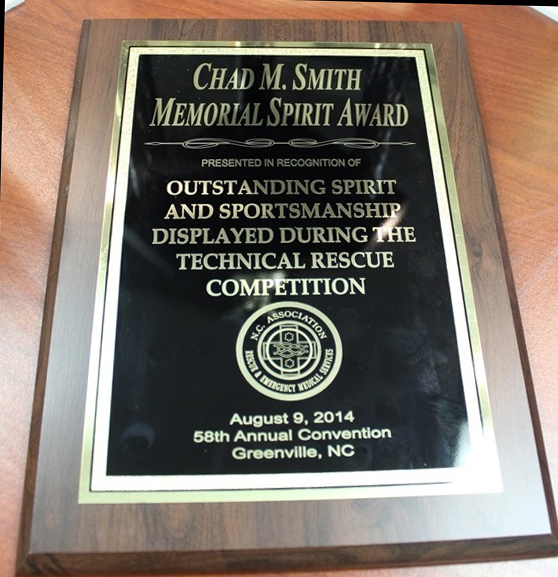 CHAD M. SMITH
MEMORIAL SPIRIT AWARD
PRESENTED IN RECOGNITION OF
OUTSTANDING SPIRIT
AND SPORTSMANSHIP
DISPLAYED DURING THE
TECHNICAL RESCUE
COMPETITION
N.C. ASSOCIATION
RESCUE & EMERGENCY MEDICAL SERVICES
August 9, 2014
58th Annual Convention
Greenville, NC